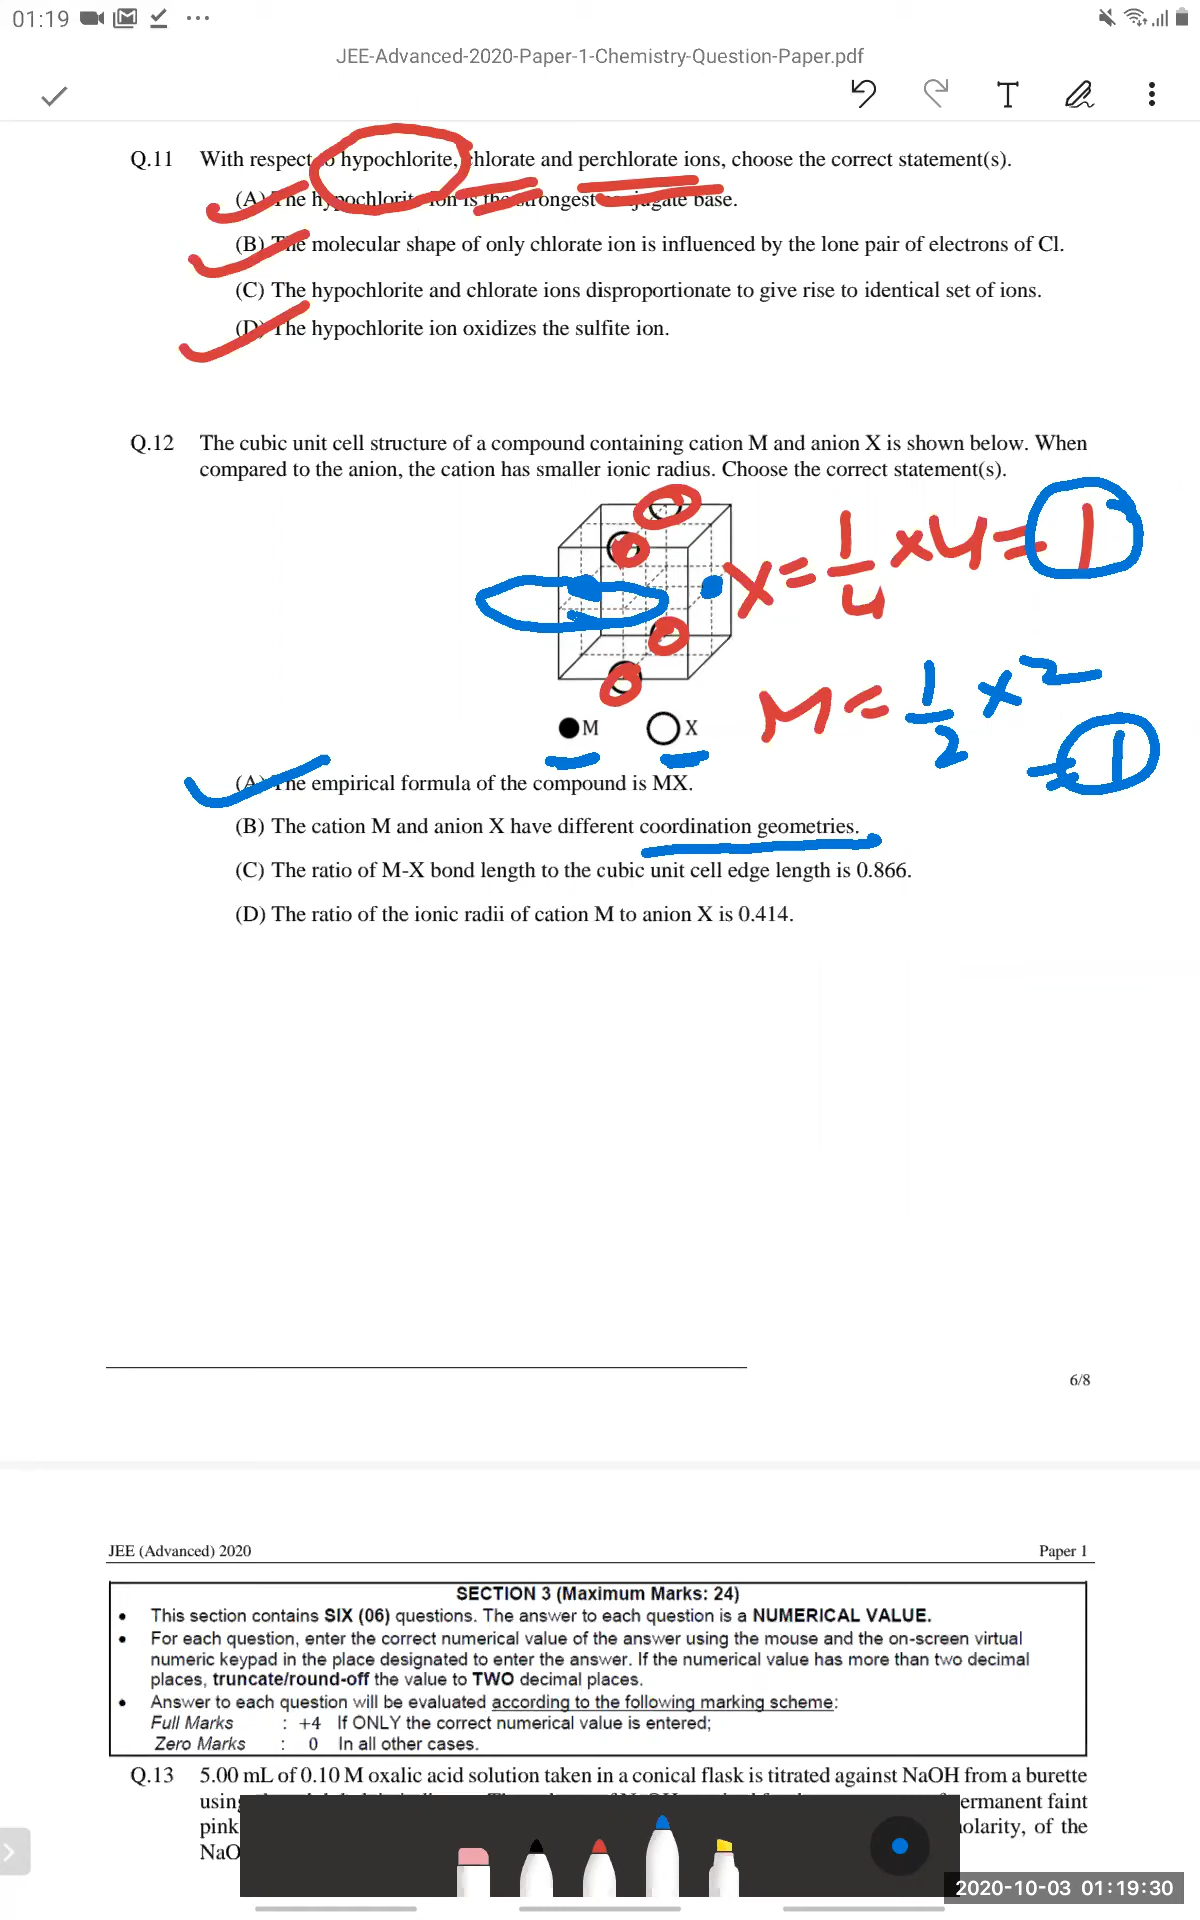 01:19
JEE-Advanced-2020-Paper-1-Chemistry-Question-Paper.pdf
T
Q.11 With respect to hypochlorite, chlorate and perchlorate ions, choose the correct statement(s).
(A) The hypochlorite ion is the strongest conjugate base.
(B) The molecular shape of only chlorate ion is influenced by the lone pair of electrons of Cl.
(C) The hypochlorite and chlorate ions disproportionate to give rise to identical set of ions.
(D) The hypochlorite ion oxidizes the sulfite ion.
Q.12 The cubic unit cell structure of a compound containing cation M and anion X is shown below. When
compared to the anion, the cation has smaller ionic radius. Choose the correct statement(s).
X = 1/4 × 4 = 1
M = 1/2 × 2
= 1
M X
(A) The empirical formula of the compound is MX.
(B) The cation M and anion X have different coordination geometries.
(C) The ratio of M-X bond length to the cubic unit cell edge length is 0.866.
(D) The ratio of the ionic radii of cation M to anion X is 0.414.
6/8
JEE (Advanced) 2020 Paper 1
SECTION 3 (Maximum Marks: 24)
• This section contains SIX (06) questions. The answer to each question is a NUMERICAL VALUE.
• For each question, enter the correct numerical value of the answer using the mouse and the on-screen virtual
numeric keypad in the place designated to enter the answer. If the numerical value has more than two decimal
places, truncate/round-off the value to TWO decimal places.
• Answer to each question will be evaluated according to the following marking scheme:
Full Marks : +4 If ONLY the correct numerical value is entered;
Zero Marks : 0 In all other cases.
Q.13 5.00 mL of 0.10 M oxalic acid solution taken in a conical flask is titrated against NaOH from a burette
faint
pink of the
2020-10-03 01:19:30